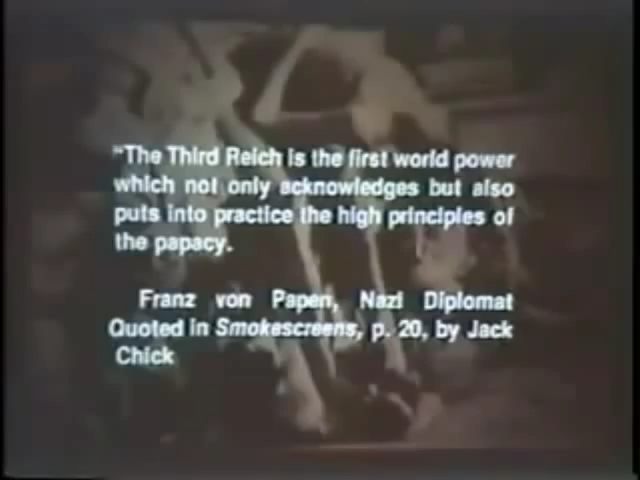 "The Third Reich is the first world power
which not only acknowledges but also
puts into practice the high principles of
the papacy.
Franz von Papen, Nazi Diplomat
Quoted in Smokescreens, p. 20, by Jack
Chick